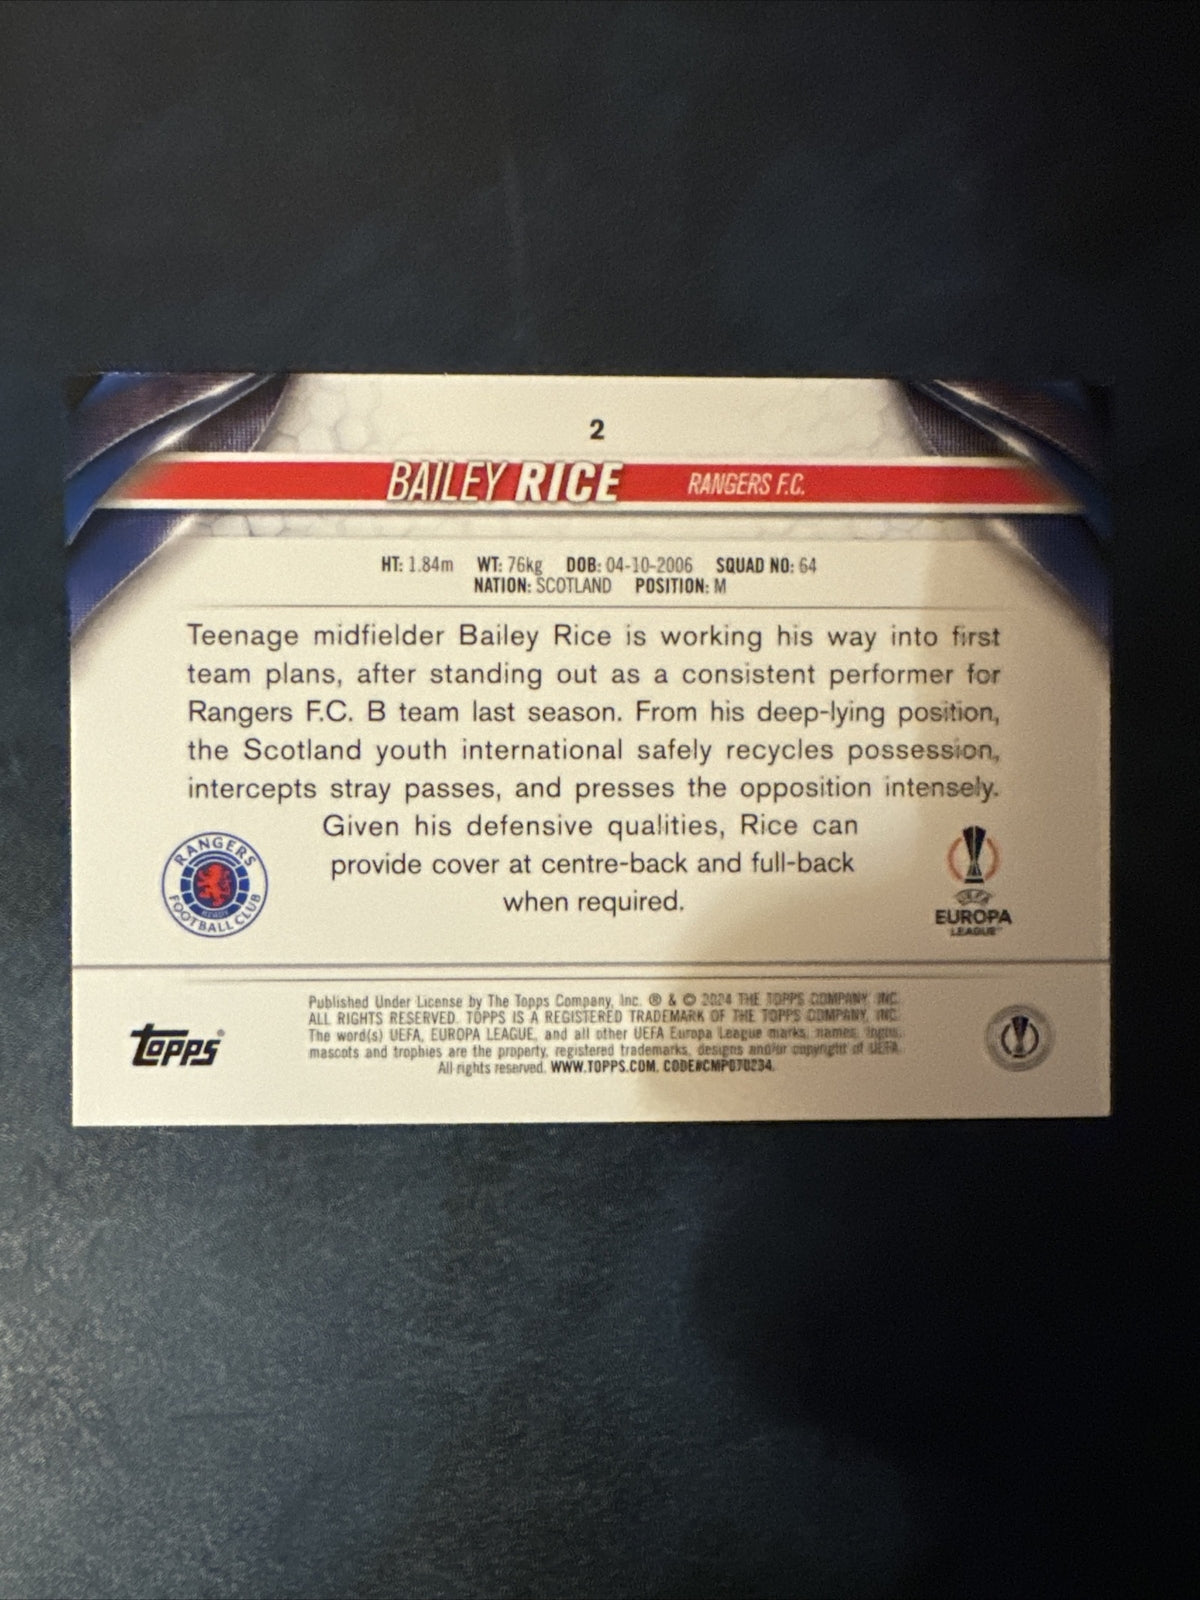 2
BAILEY RICE RANGERS F.C.
HT: 1.84m WT: 76kg DOB: 04-10-2006 SQUAD NO: 64
NATION: SCOTLAND POSITION: M
Teenage midfielder Bailey Rice is working his way into first
team plans, after standing out as a consistent performer for
Rangers F.C. B team last season. From his deep-lying position,
the Scotland youth international safely recycles possession,
intercepts stray passes, and presses the opposition intensely.
Given his defensive qualities, Rice can
provide cover at centre-back and full-back
when required.
RANGERS
FOOTBALL CLUB
READY
UEFA
EUROPA
LEAGUE™
Topps®
Published Under License by The Topps Company, Inc. ® & © 2024 THE TOPPS COMPANY, INC.
ALL RIGHTS RESERVED. TOPPS IS A REGISTERED TRADEMARK OF THE TOPPS COMPANY, INC.
The word(s) UEFA, EUROPA LEAGUE, and all other UEFA Europa League marks, names, logos,
mascots and trophies are the property, registered trademarks, designs and/or copyright of UEFA.
All rights reserved. WWW.TOPPS.COM. CODE#CMP070234.